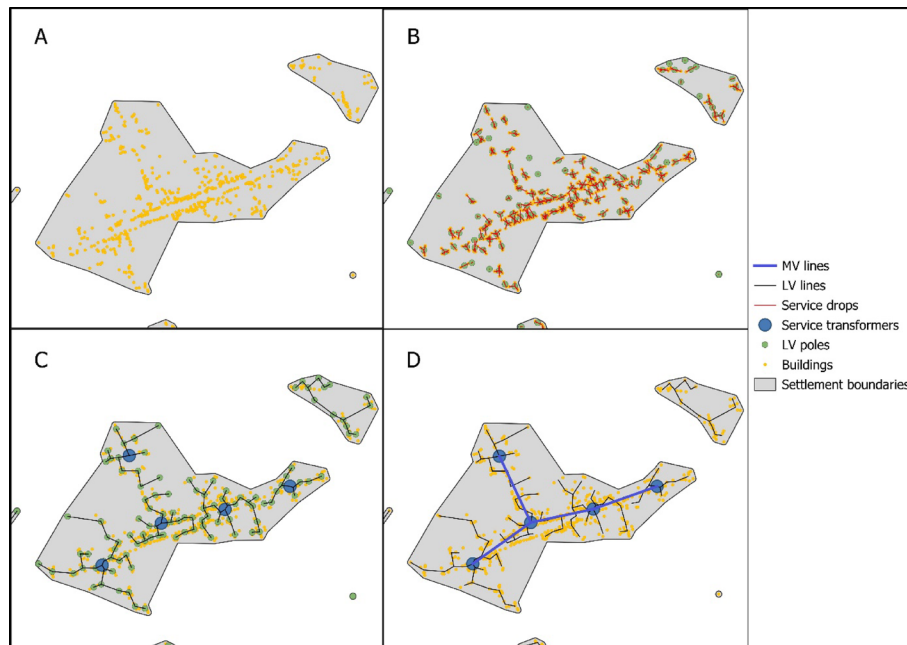 A
B
C
D
MV lines
LV lines
Service drops
Service transformers
LV poles
Buildings
Settlement boundaries